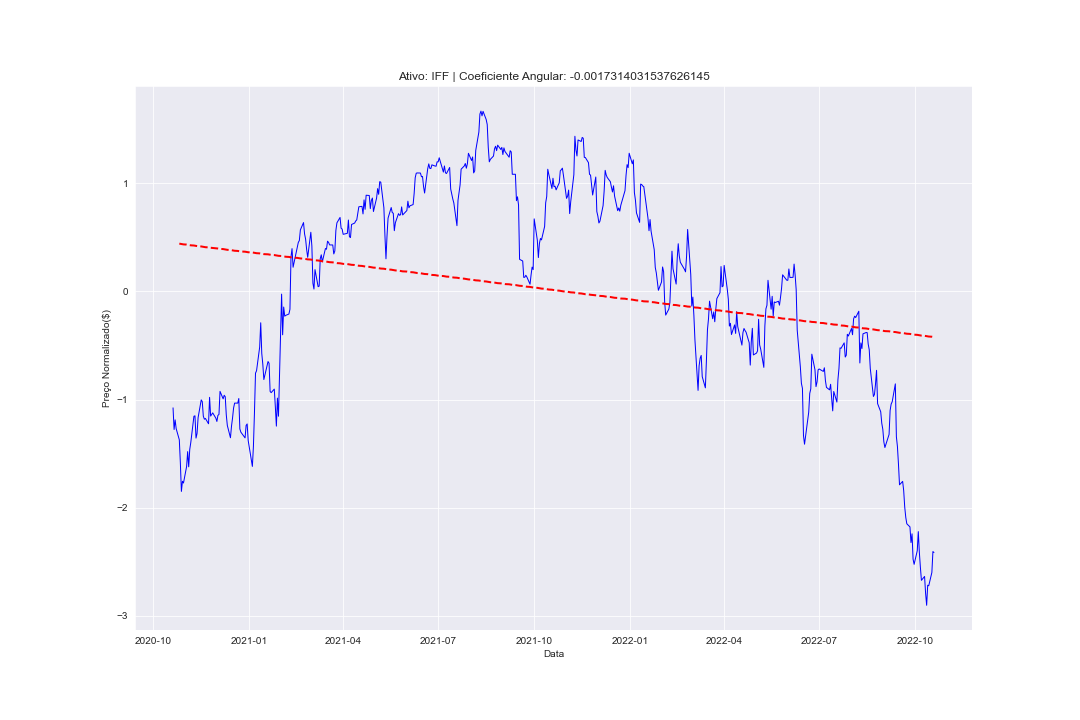 Ativo: IFF | Coeficiente Angular: -0.0017314031537626145
Preço Normalizado($)
1
0
−1
−2
−3
2020-10 2021-01 2021-04 2021-07 2021-10 2022-01 2022-04 2022-07 2022-10
Data